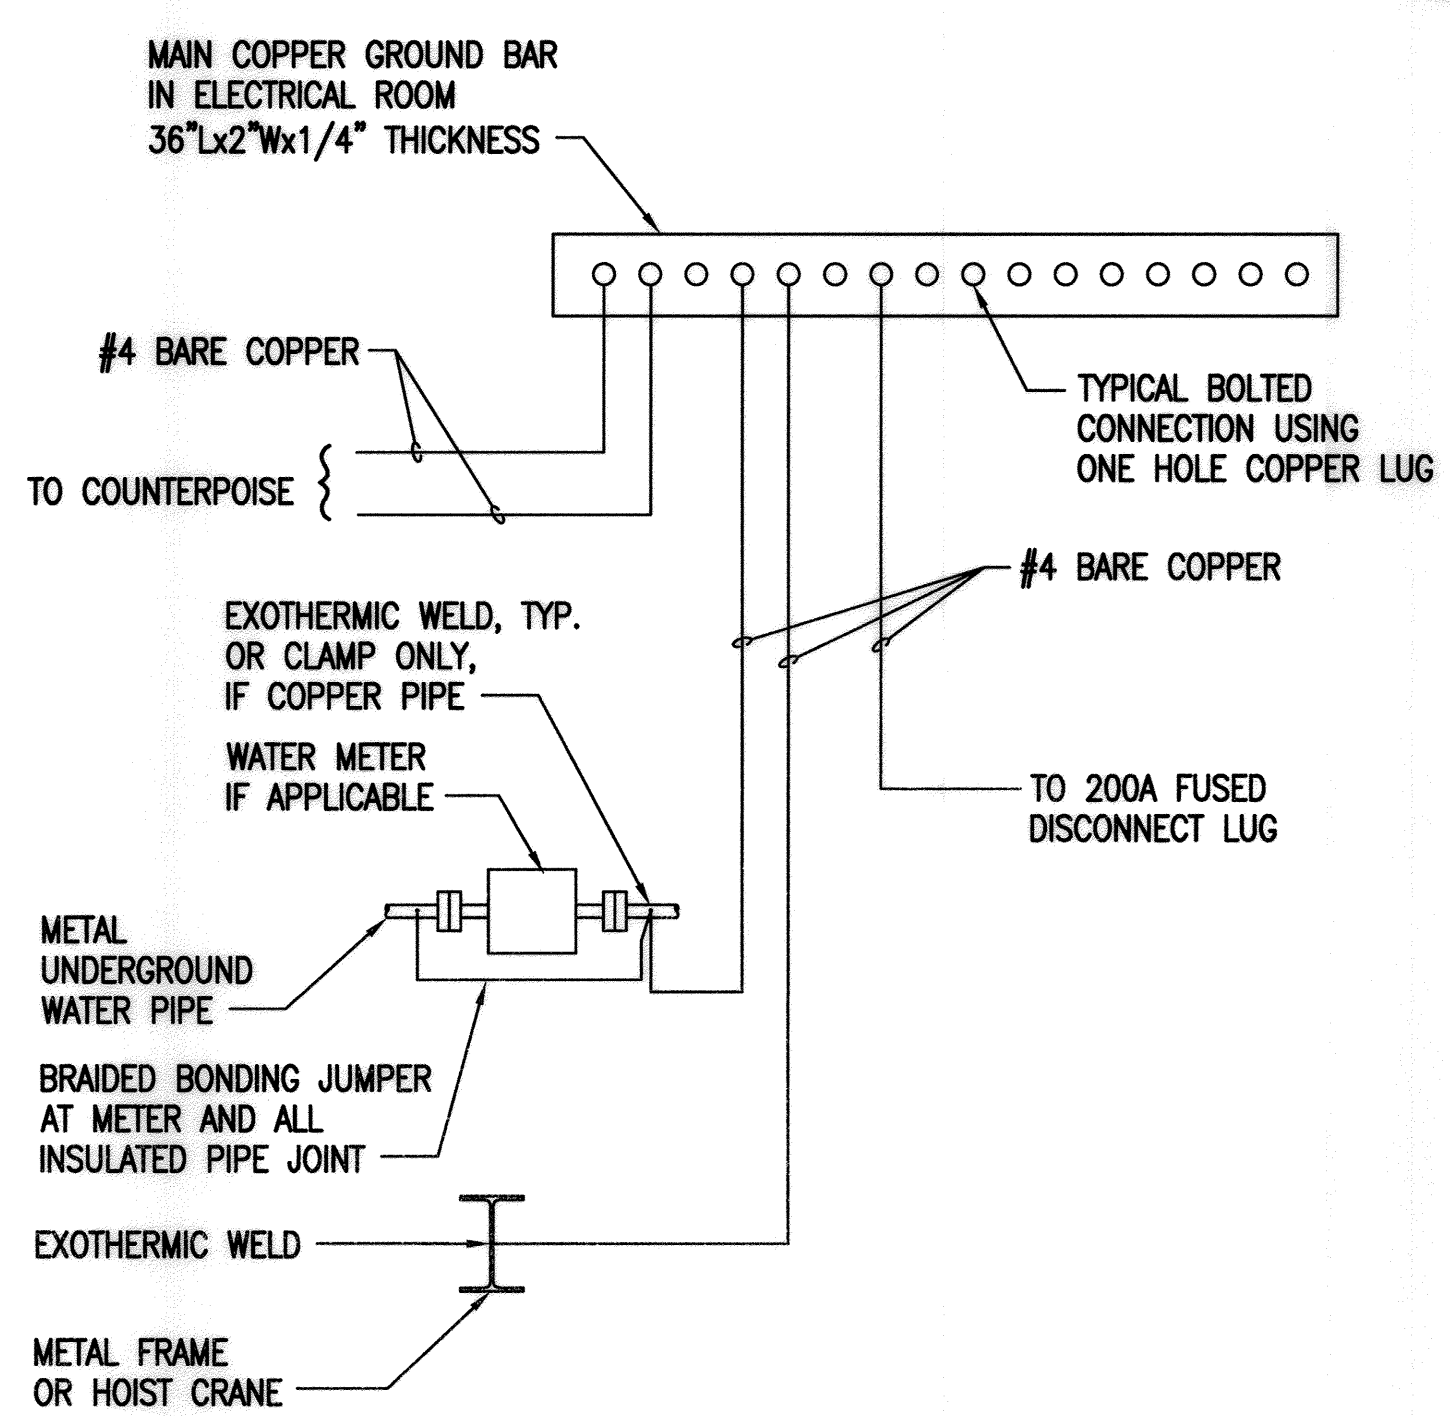 MAIN COPPER GROUND BAR
IN ELECTRICAL ROOM
36"Lx2"Wx1/4" THICKNESS
#4 BARE COPPER
TO COUNTERPOISE
TYPICAL BOLTED
CONNECTION USING
ONE HOLE COPPER LUG
#4 BARE COPPER
EXOTHERMIC WELD, TYP.
OR CLAMP ONLY,
IF COPPER PIPE
WATER METER
IF APPLICABLE
TO 200A FUSED
DISCONNECT LUG
METAL
UNDERGROUND
WATER PIPE
BRAIDED BONDING JUMPER
AT METER AND ALL
INSULATED PIPE JOINT
EXOTHERMIC WELD
METAL FRAME
OR HOIST CRANE